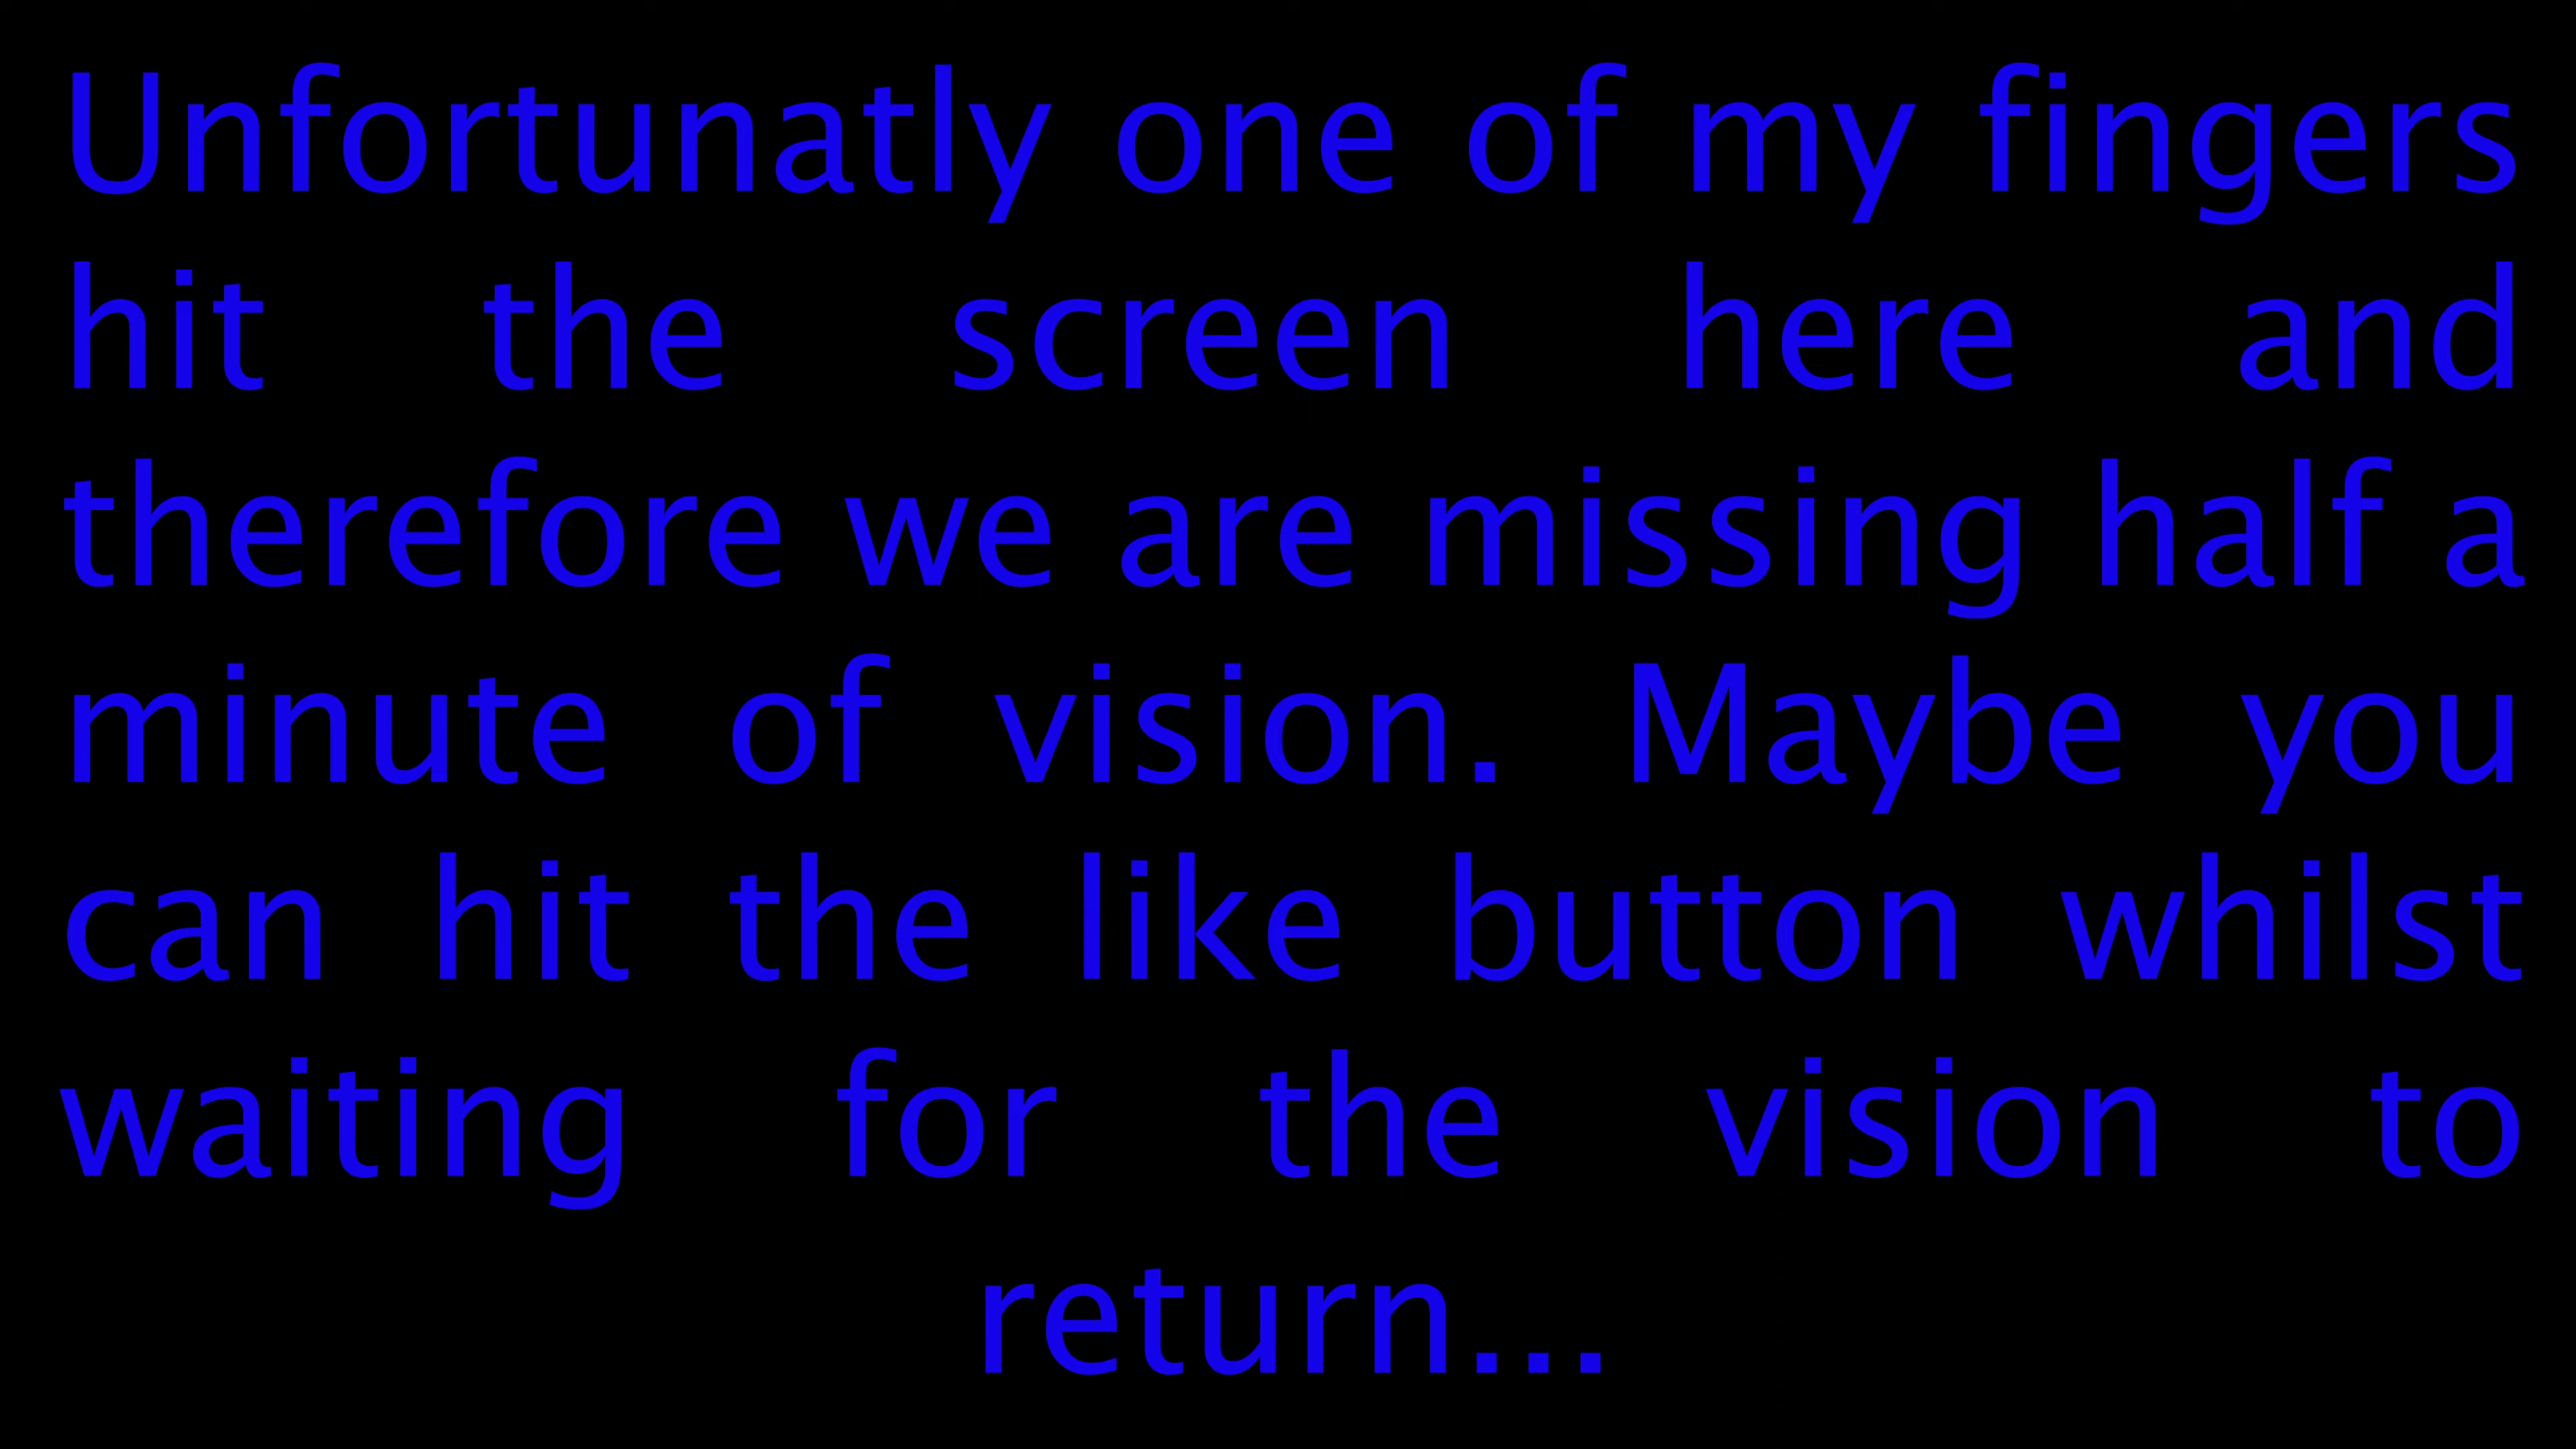 Unfortunatly one of my fingers
hit the screen here and
therefore we are missing half a
minute of vision. Maybe you
can hit the like button whilst
waiting for the vision to
return...